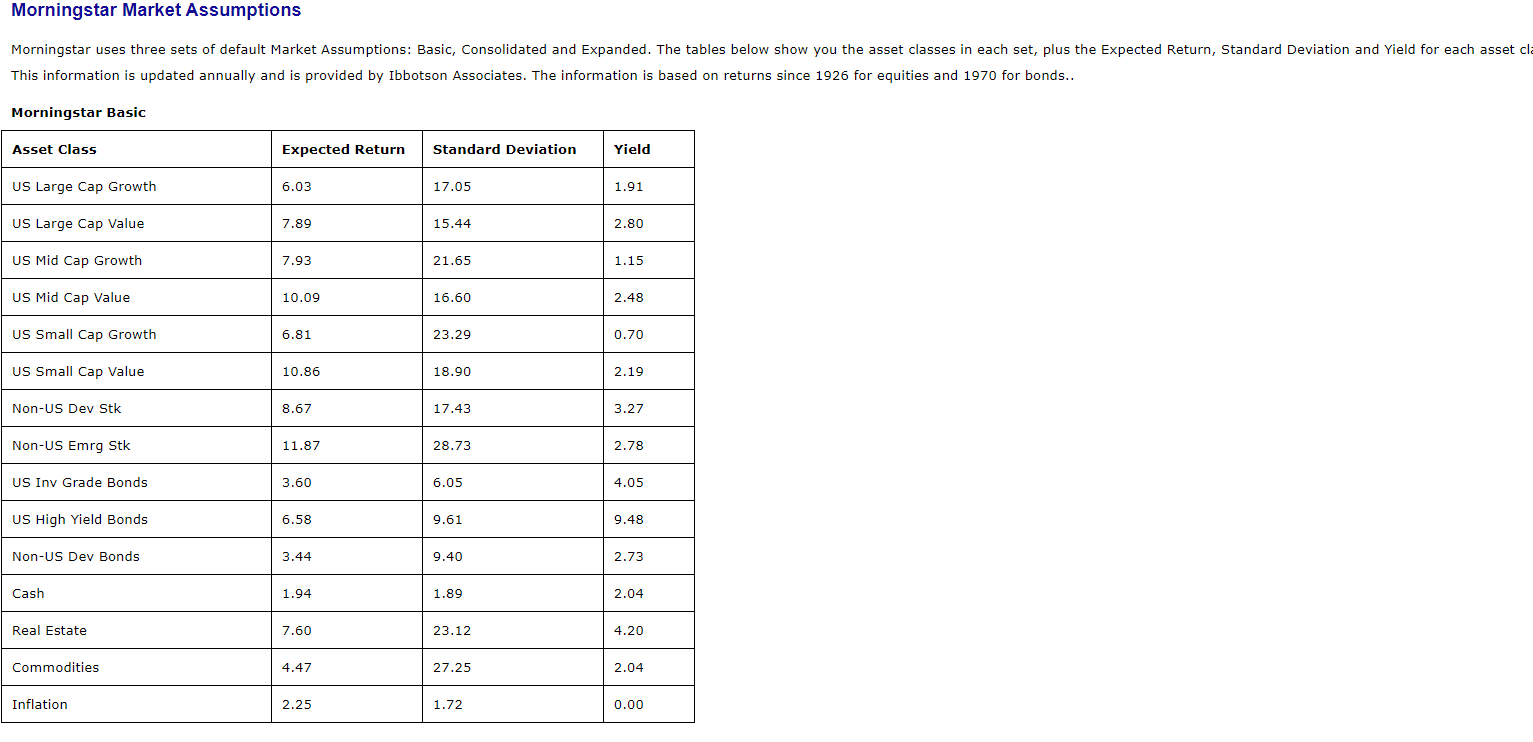 Morningstar Market Assumptions
Morningstar uses three sets of default Market Assumptions: Basic, Consolidated and Expanded. The tables below show you the asset classes in each set, plus the Expected Return, Standard Deviation and Yield for each asset
This information is updated annually and is provided by Ibbotson Associates. The information is based on returns since 1926 for equities and 1970 for bonds..
Morningstar Basic
Asset Class Expected Return Standard Deviation Yield
US Large Cap Growth 6.03 17.05 1.91
US Large Cap Value 7.89 15.44 2.80
US Mid Cap Growth 7.93 21.65 1.15
US Mid Cap Value 10.09 16.60 2.48
US Small Cap Growth 6.81 23.29 0.70
US Small Cap Value 10.86 18.90 2.19
Non-US Dev Stk 8.67 17.43 3.27
Non-US Emrg Stk 11.87 28.73 2.78
US Inv Grade Bonds 3.60 6.05 4.05
US High Yield Bonds 6.58 9.61 9.48
Non-US Dev Bonds 3.44 9.40 2.73
Cash 1.94 1.89 2.04
Real Estate 7.60 23.12 4.20
Commodities 4.47 27.25 2.04
Inflation 2.25 1.72 0.00